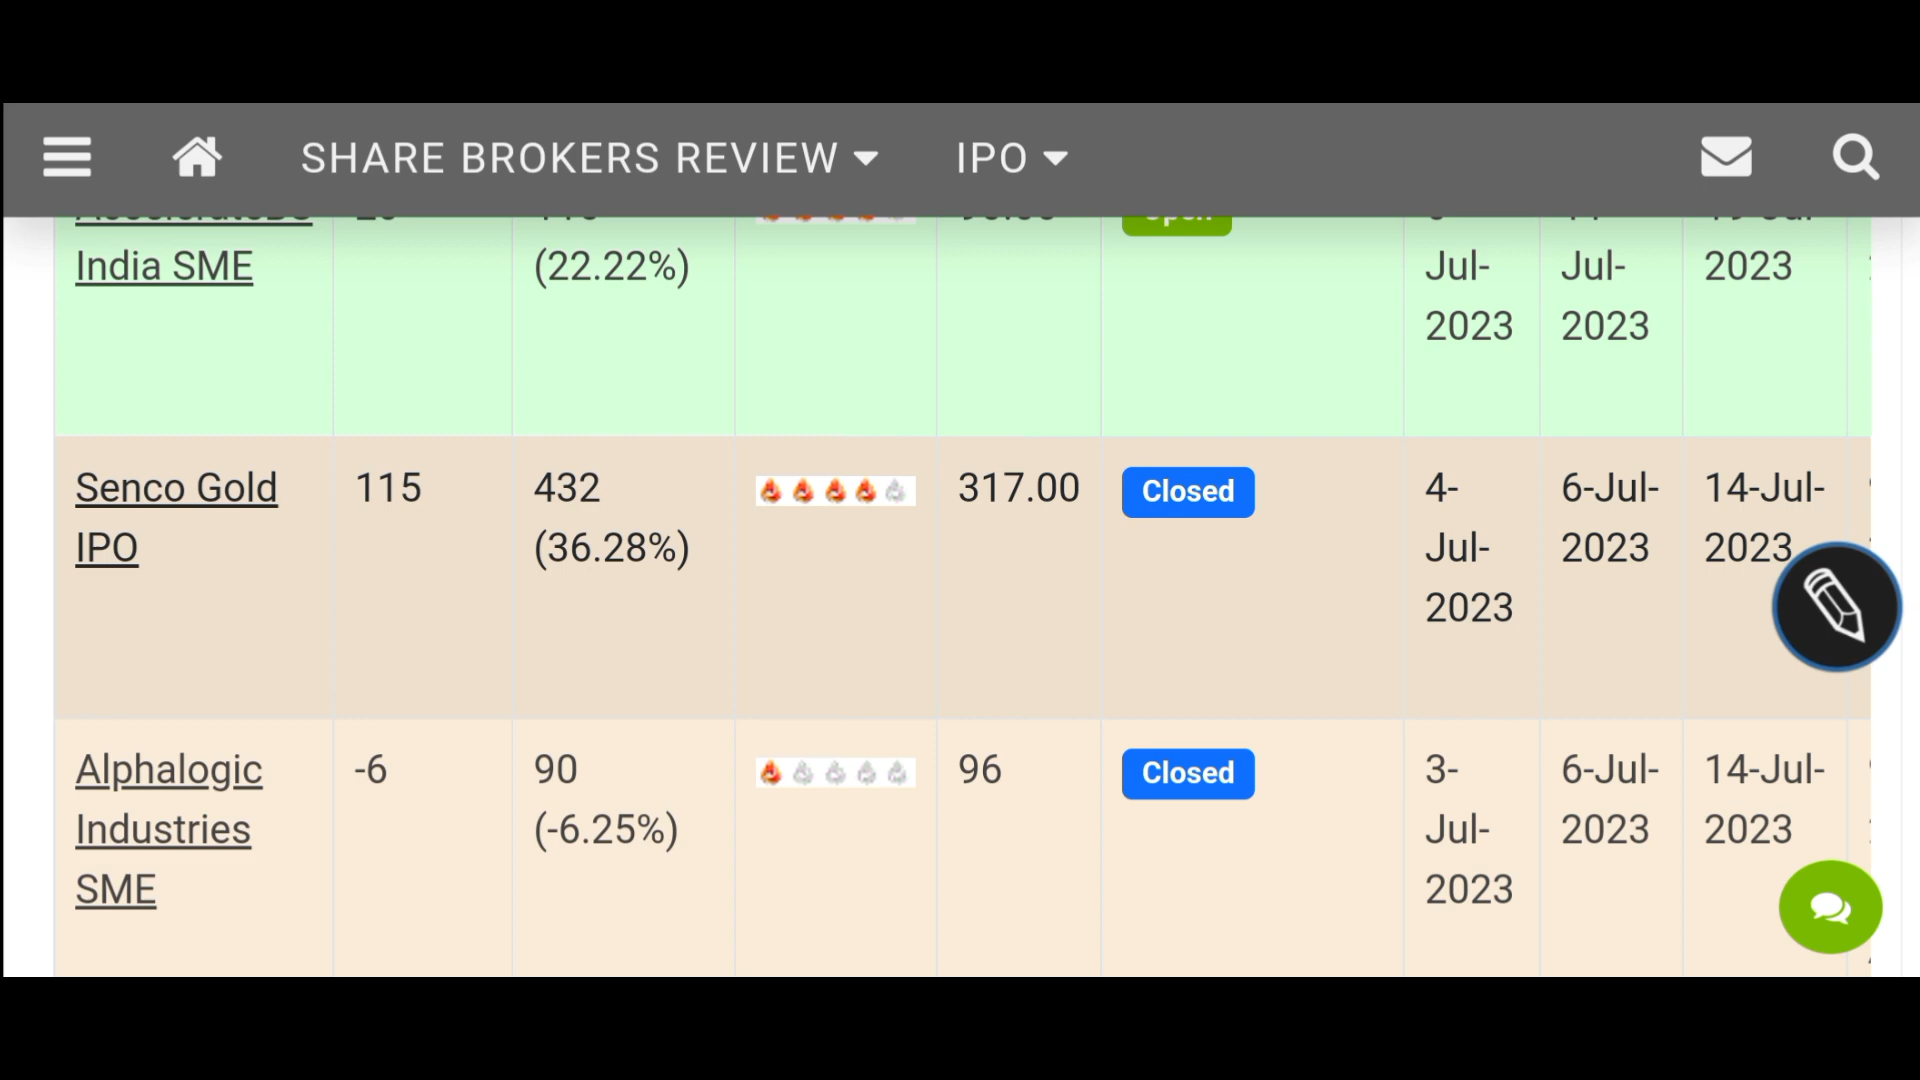 SHARE BROKERS REVIEW IPO
India SME (22.22%) Jul- Jul- 2023
2023 2023
Senco Gold 115 432 317.00 Closed 4- 6-Jul- 14-Jul-
IPO (36.28%) Jul- 2023 2023
2023
Alphalogic -6 90 96 Closed 3- 6-Jul- 14-Jul-
Industries (-6.25%) Jul- 2023 2023
SME 2023